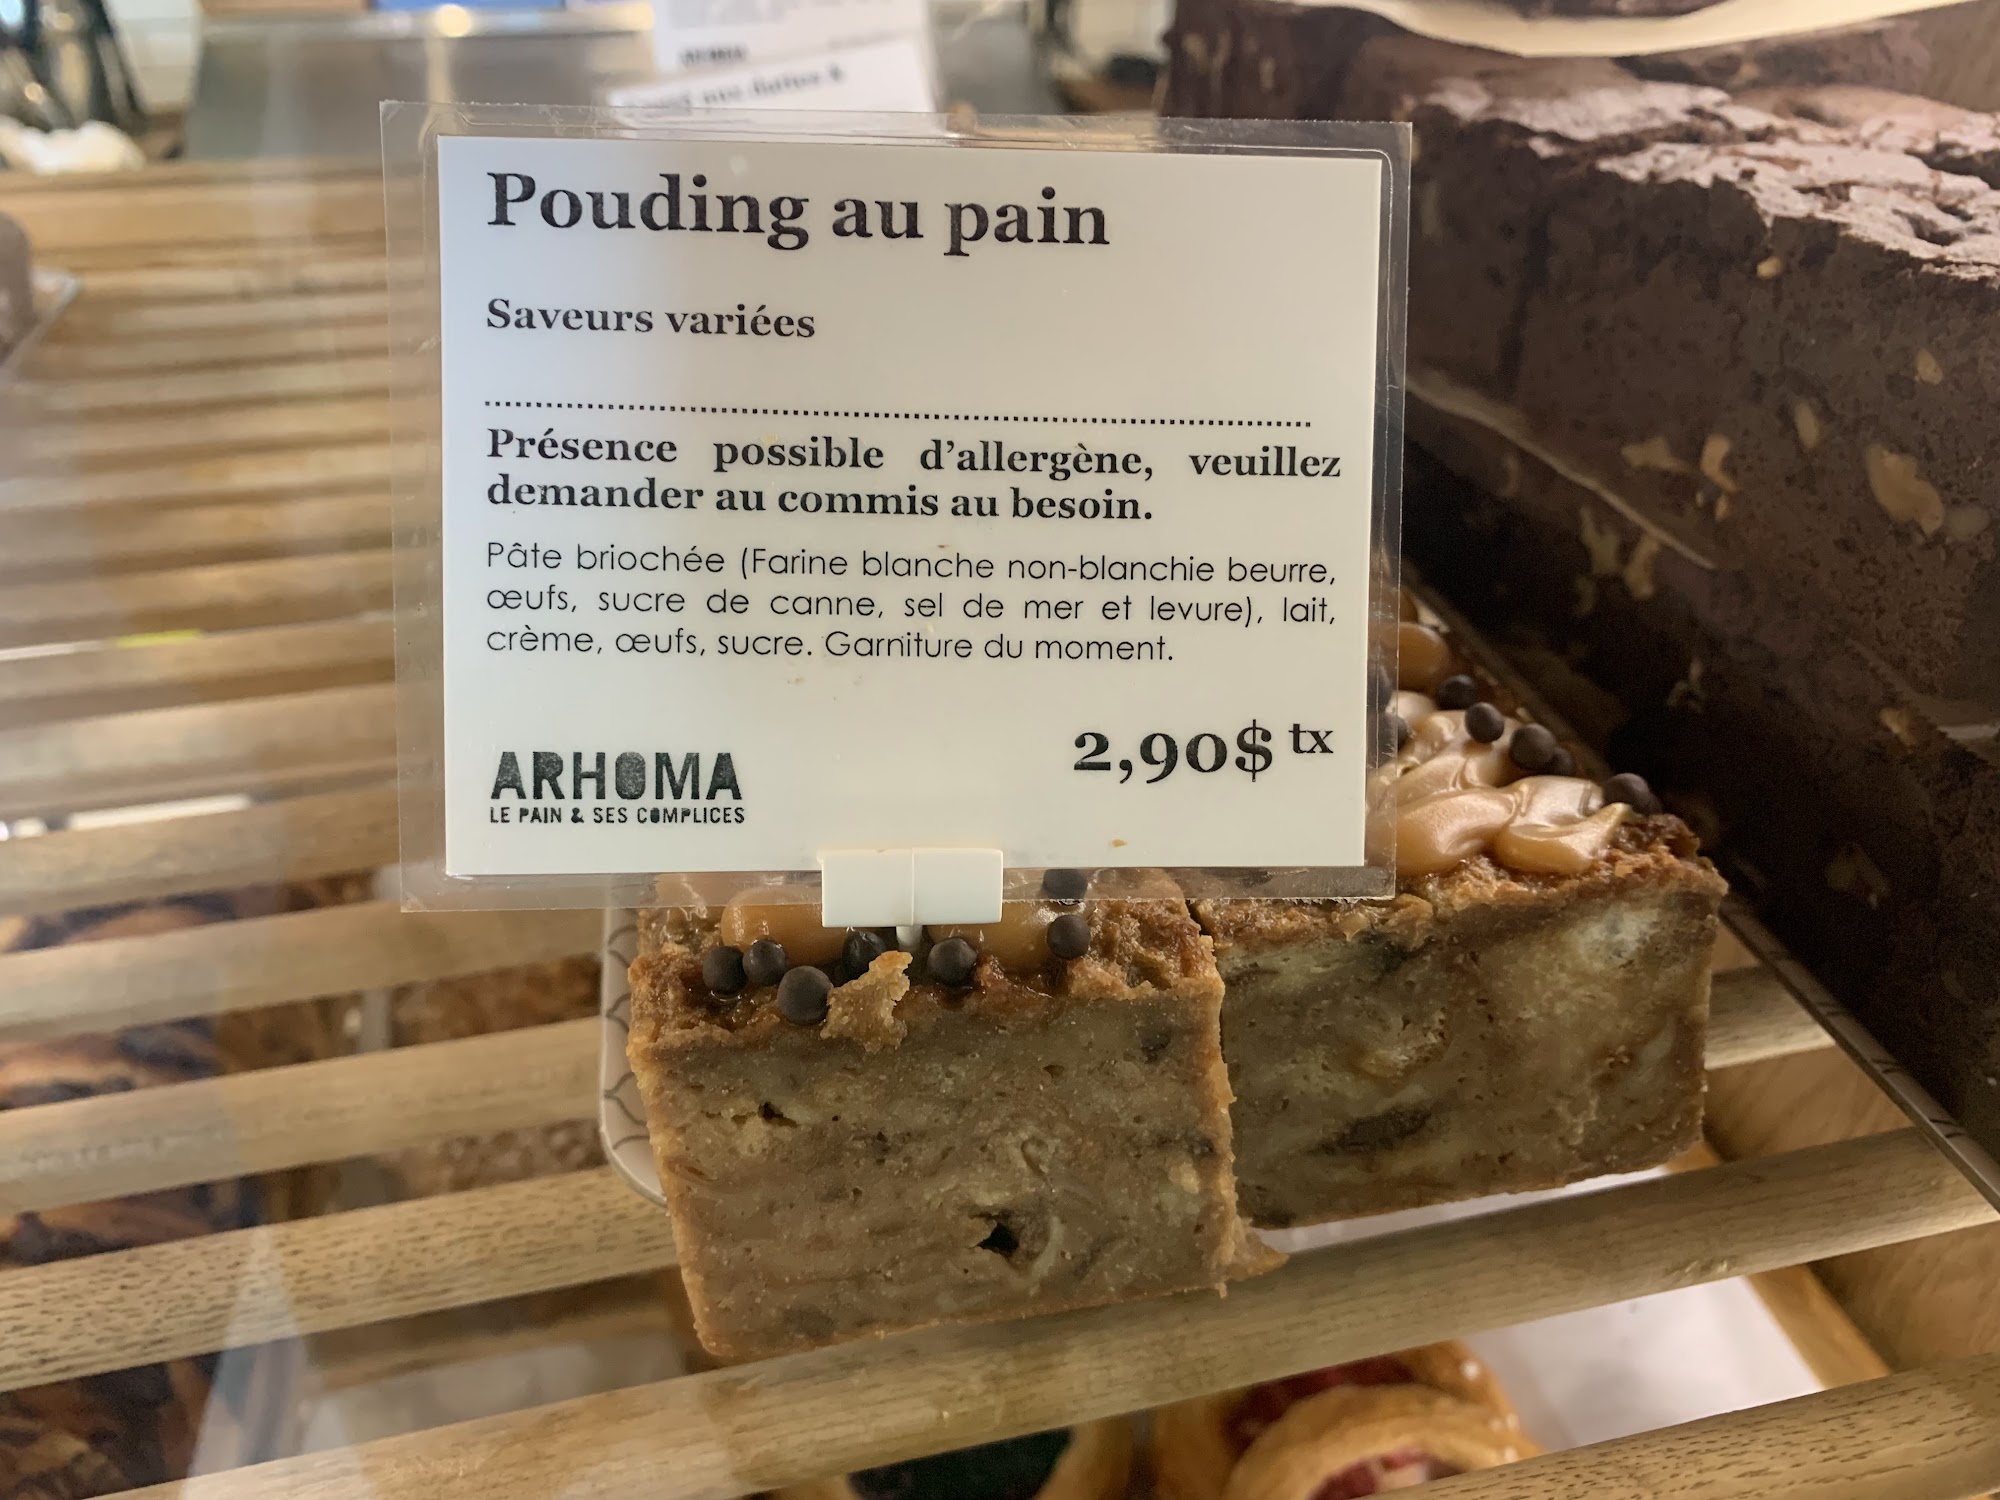 Pouding au pain
Saveurs variées
Présence possible d'allergène, veuillez
demander au commis au besoin.
Pâte briochée (Farine blanche non-blanchie beurre,
œufs, sucre de canne, sel de mer et levure), lait,
crème, œufs, sucre. Garniture du moment.
2,90$ tx
ARHOMA
LE PAIN & SES COMPLICES